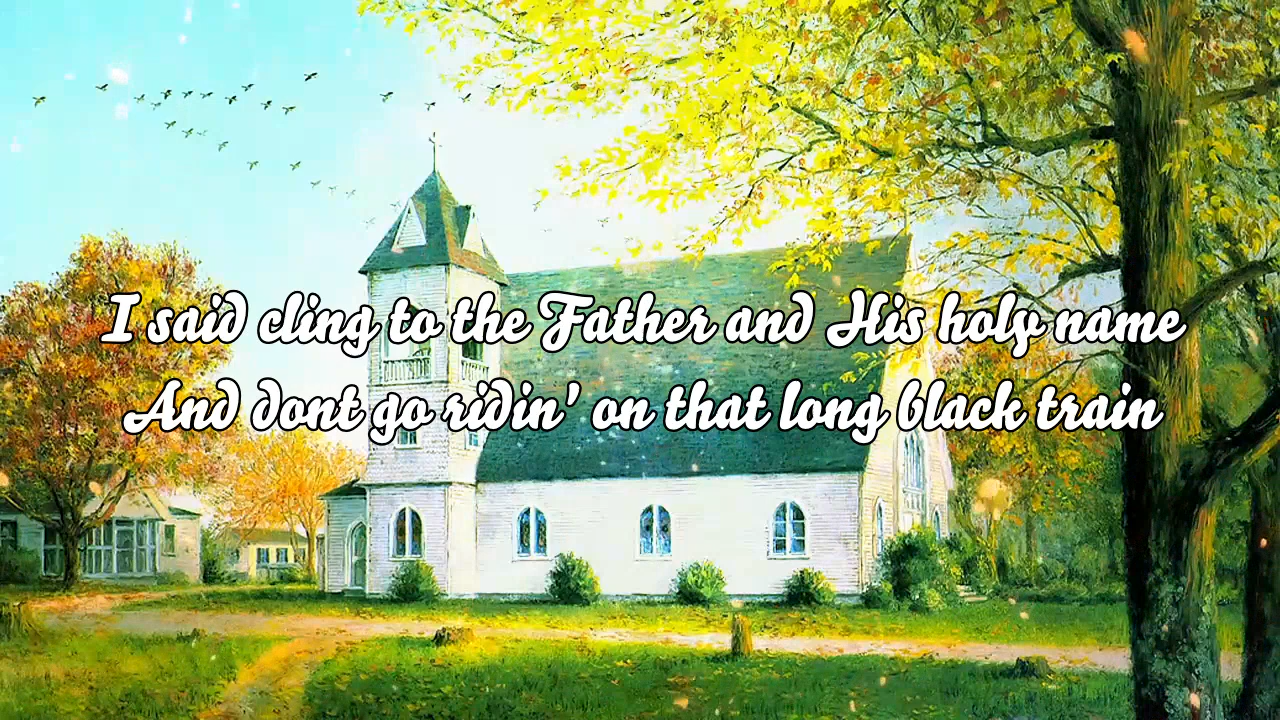 I said cling to the Father and His holy name
And dont go ridin' on that long black train